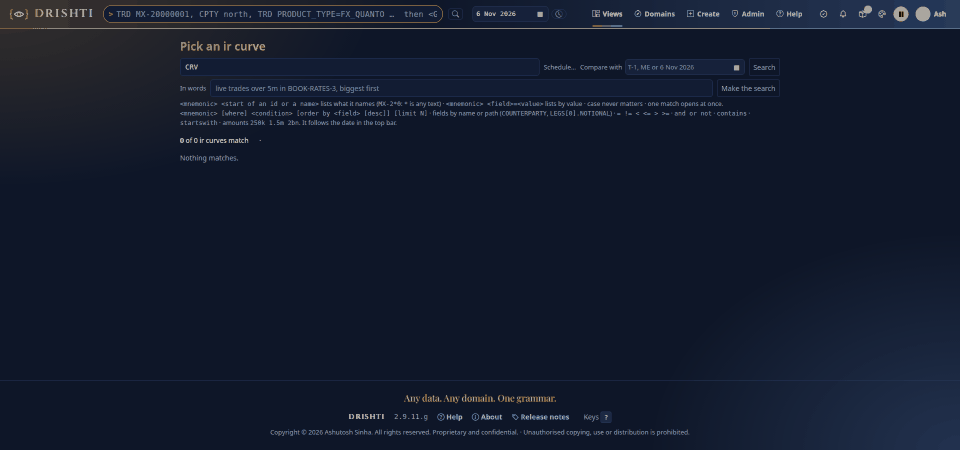 DRISHTI
> TRD MX-20000001, CPTY north, TRD PRODUCT_TYPE=FX_QUANTO … then <G
6 Nov 2026
Views
Domains
Create
Admin
Help
Ash
Pick an ir curve
CRV
Schedule... Compare with T-1, ME or 6 Nov 2026
Search
In words live trades over 5m in BOOK-RATES-3, biggest first
Make the search
<mnemonic> <start of an id or a name> lists what it names (MX-2*0: * is any text) · <mnemonic> <field>=<value> lists by value · case never matters · one match opens at once.
<mnemonic> [where] <condition> [order by <field> [desc]] [limit N] · fields by name or path (COUNTERPARTY, LEGS[0].NOTIONAL) · = != < <= > >= · and or not · contains ·
startswith · amounts 250k 1.5m 2bn. It follows the date in the top bar.
0 of 0 ir curves match -
Nothing matches.
Any data. Any domain. One grammar.
DRISHTI 2.9.11.g Help About Release notes Keys ?
Copyright © 2026 Ashutosh Sinha. All rights reserved. Proprietary and confidential. · Unauthorised copying, use or distribution is prohibited.